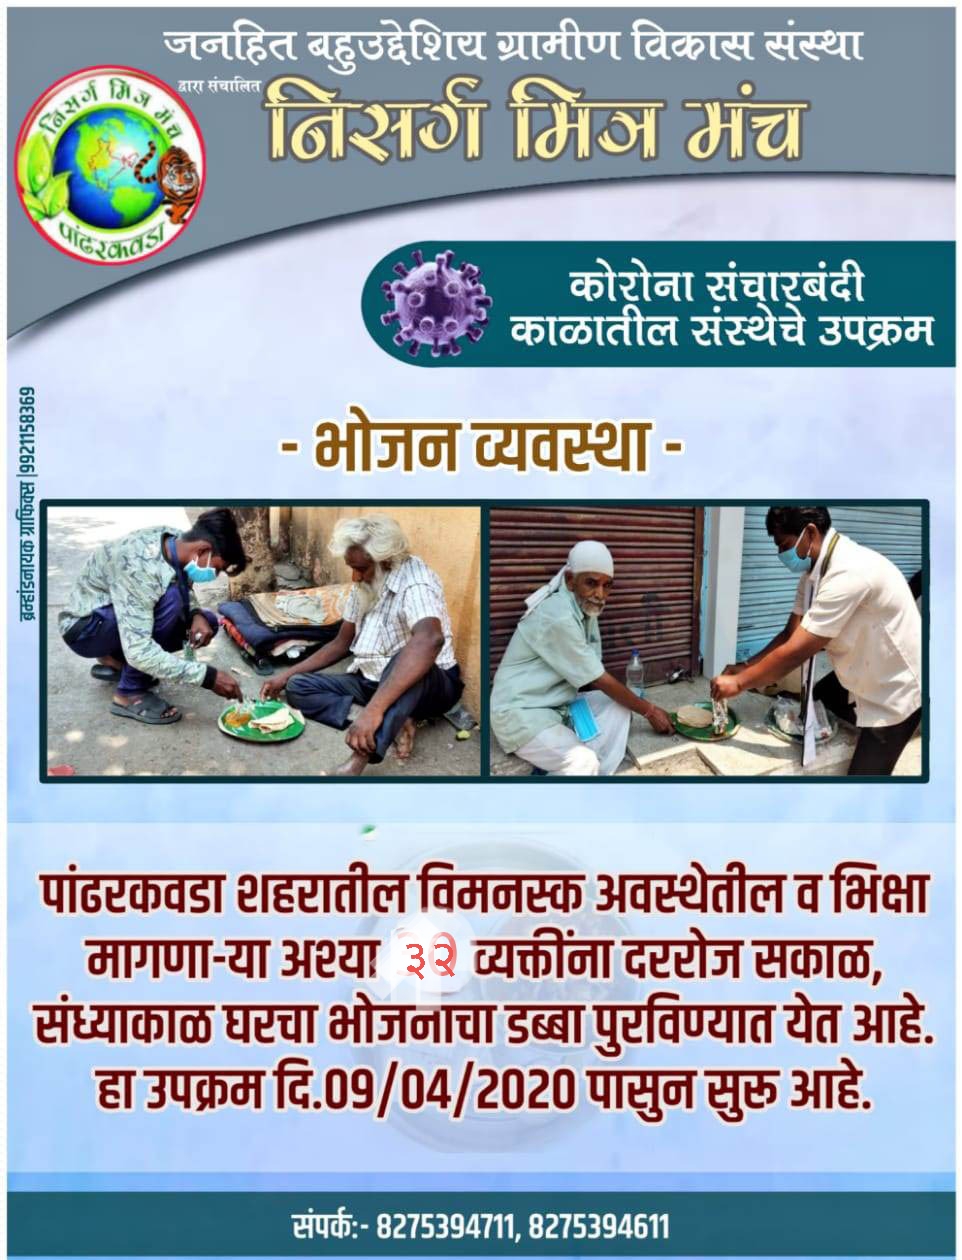 जनहित बहुउद्देशिय ग्रामीण विकास संस्था
द्वारा संचालित
निसर्ग मित्र मंच
निसर्ग मित्र मंच
पांढरकवडा
कोरोना संचारबंदी
काळातील संस्थेचे उपक्रम
- भोजन व्यवस्था -
ब्रम्हांडनायक ग्राफिक्स |9921158369
पांढरकवडा शहरातील विमनस्क अवस्थेतील व भिक्षा
मागणा-या अश्या ३२ व्यक्तींना दररोज सकाळ,
संध्याकाळ घरचा भोजनाचा डब्बा पुरविण्यात येत आहे.
हा उपक्रम दि.09/04/2020 पासुन सुरू आहे.
संपर्क:- 8275394711, 8275394611